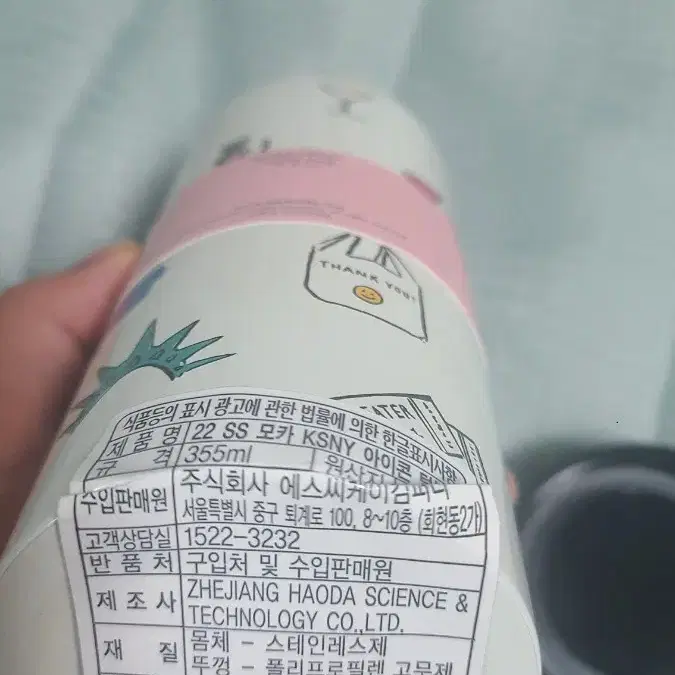 THANK YOU!
EATER
식품등의 표시 광고에 관한 법률에 의한 한글표시사항
제품명 22 SS 모카 KSNY 아이콘
규격 355ml
수입판매원 주식회사 에스씨케이컴퍼니
서울특별시 중구 퇴계로 100, 8~10층 (회현동2가)
고객상담실 1522-3232
반품처 구입처 및 수입판매원
제조사 ZHEJIANG HAODA SCIENCE &
TECHNOLOGY CO.,LTD.
재질 몸체 - 스테인레스제
뚜껑 - 폴리프로필렌, 고무제